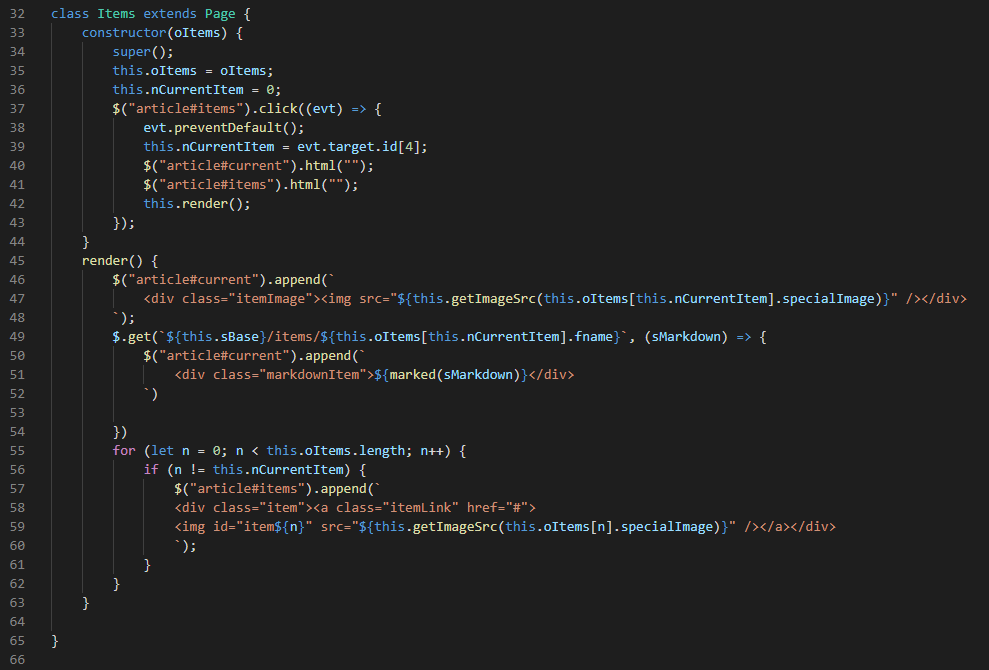 32 class Items extends Page {
33     constructor(oItems) {
34         super();
35         this.oItems = oItems;
36         this.nCurrentItem = 0;
37         $("article#items").click((evt) => {
38             evt.preventDefault();
39             this.nCurrentItem = evt.target.id[4];
40             $("article#current").html("");
41             $("article#items").html("");
42             this.render();
43         });
44     }
45     render() {
46         $("article#current").append(`
47             <div class="itemImage"><img src="${this.getImageSrc(this.oItems[this.nCurrentItem].specialImage)}" /></div>
48         `);
49         $.get(`${this.sBase}/items/${this.oItems[this.nCurrentItem].fname}`, (sMarkdown) => {
50             $("article#current").append(`
51                 <div class="markdownItem">${marked(sMarkdown)}</div>
52             `)
53
54         })
55         for (let n = 0; n < this.oItems.length; n++) {
56             if (n != this.nCurrentItem) {
57                 $("article#items").append(`
58                 <div class="item"><a class="itemLink" href="#">
59                 <img id="item${n}" src="${this.getImageSrc(this.oItems[n].specialImage)}" /></a></div>
60                 `);
61             }
62         }
63     }
64
65 }
66